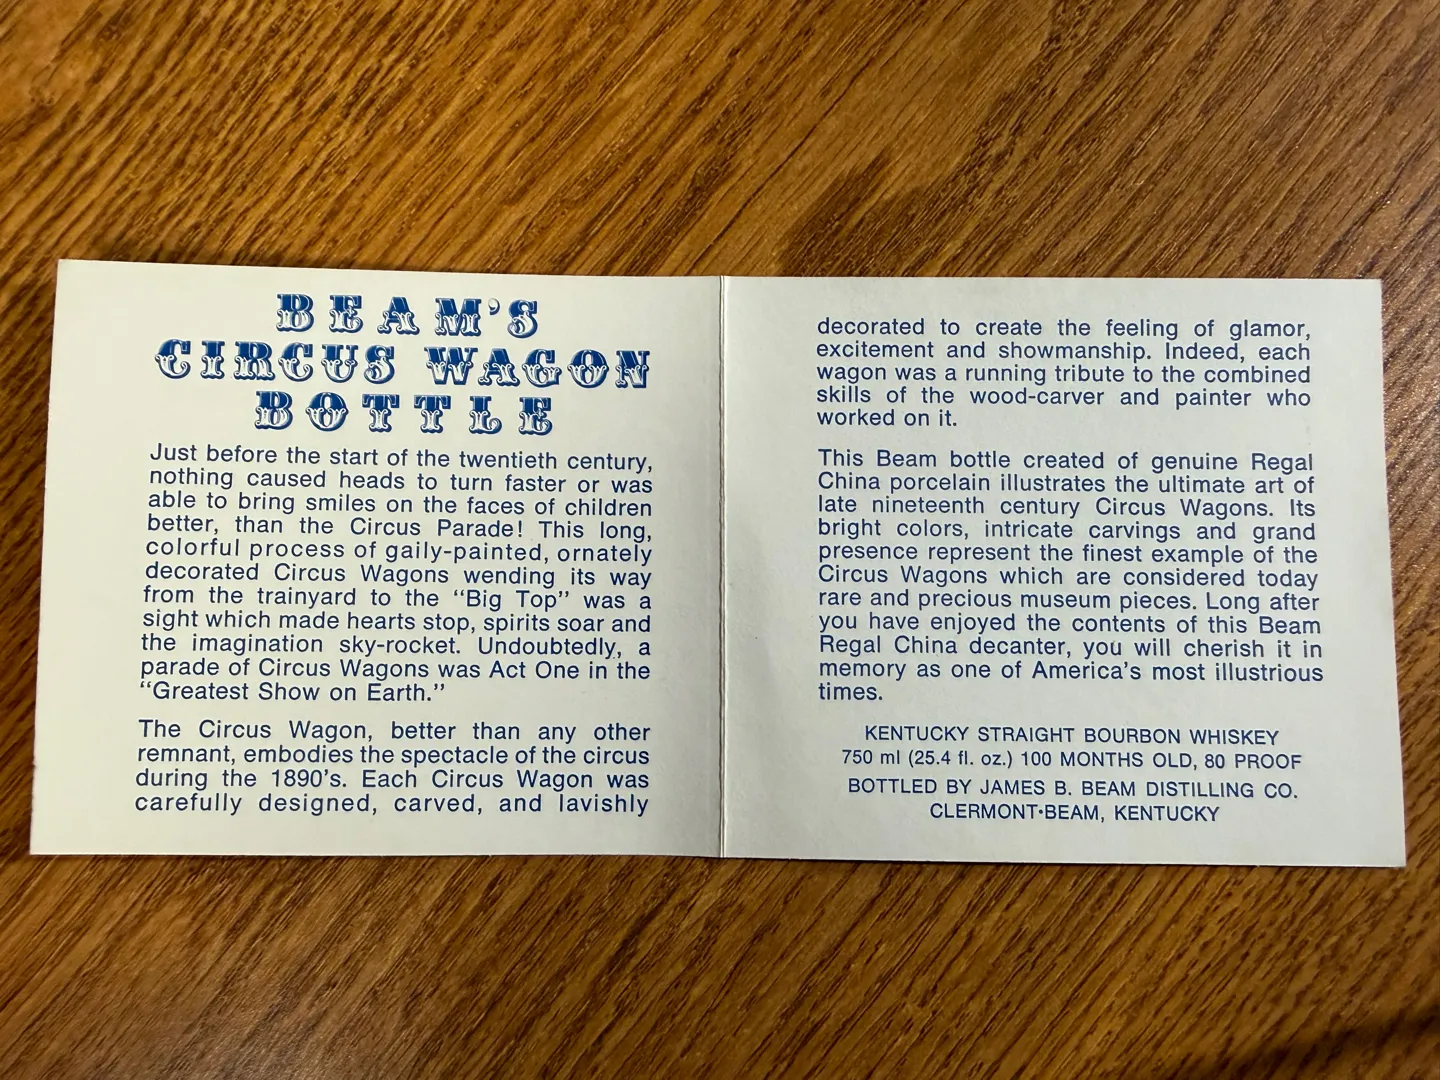 BEAM'S
CIRCUS WAGON
BOTTLE
Just before the start of the twentieth century,
nothing caused heads to turn faster or was
able to bring smiles on the faces of children
better, than the Circus Parade! This long,
colorful process of gaily-painted, ornately
decorated Circus Wagons wending its way
from the trainyard to the “Big Top” was a
sight which made hearts stop, spirits soar and
the imagination sky-rocket. Undoubtedly, a
parade of Circus Wagons was Act One in the
“Greatest Show on Earth.”
The Circus Wagon, better than any other
remnant, embodies the spectacle of the circus
during the 1890's. Each Circus Wagon was
carefully designed, carved, and lavishly
decorated to create the feeling of glamor,
excitement and showmanship. Indeed, each
wagon was a running tribute to the combined
skills of the wood-carver and painter who
worked on it.
This Beam bottle created of genuine Regal
China porcelain illustrates the ultimate art of
late nineteenth century Circus Wagons. Its
bright colors, intricate carvings and grand
presence represent the finest example of the
Circus Wagons which are considered today
rare and precious museum pieces. Long after
you have enjoyed the contents of this Beam
Regal China decanter, you will cherish it in
memory as one of America's most illustrious
times.
KENTUCKY STRAIGHT BOURBON WHISKEY
750 ml (25.4 fl. oz.) 100 MONTHS OLD, 80 PROOF
BOTTLED BY JAMES B. BEAM DISTILLING CO.
CLERMONT•BEAM, KENTUCKY